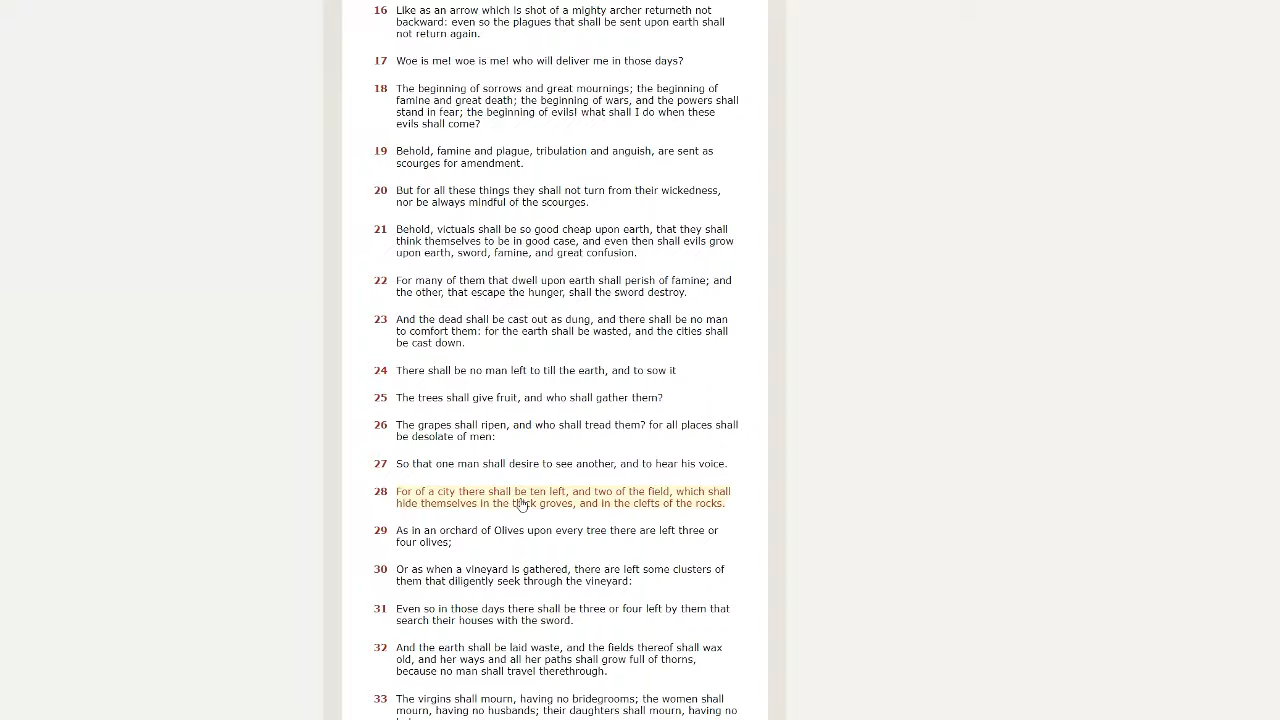 16 Like as an arrow which is shot of a mighty archer returneth not
backward: even so the plagues that shall be sent upon earth shall
not return again.
17 Woe is me! woe is me! who will deliver me in those days?
18 The beginning of sorrows and great mournings; the beginning of
famine and great death; the beginning of wars, and the powers shall
stand in fear; the beginning of evils! what shall I do when these
evils shall come?
19 Behold, famine and plague, tribulation and anguish, are sent as
scourges for amendment.
20 But for all these things they shall not turn from their wickedness,
nor be always mindful of the scourges.
21 Behold, victuals shall be so good cheap upon earth, that they shall
think themselves to be in good case, and even then shall evils grow
upon earth, sword, famine, and great confusion.
22 For many of them that dwell upon earth shall perish of famine; and
the other, that escape the hunger, shall the sword destroy.
23 And the dead shall be cast out as dung, and there shall be no man
to comfort them: for the earth shall be wasted, and the cities shall
be cast down.
24 There shall be no man left to till the earth, and to sow it
25 The trees shall give fruit, and who shall gather them?
26 The grapes shall ripen, and who shall tread them? for all places shall
be desolate of men:
27 So that one man shall desire to see another, and to hear his voice.
28 For of a city there shall be ten left, and two of the field, which shall
hide themselves in the thick groves, and in the clefts of the rocks.
29 As in an orchard of Olives upon every tree there are left three or
four olives;
30 Or as when a vineyard is gathered, there are left some clusters of
them that diligently seek through the vineyard:
31 Even so in those days there shall be three or four left by them that
search their houses with the sword.
32 And the earth shall be laid waste, and the fields thereof shall wax
old, and her ways and all her paths shall grow full of thorns,
because no man shall travel therethrough.
33 The virgins shall mourn, having no bridegrooms; the women shall
mourn, having no husbands; their daughters shall mourn, having no